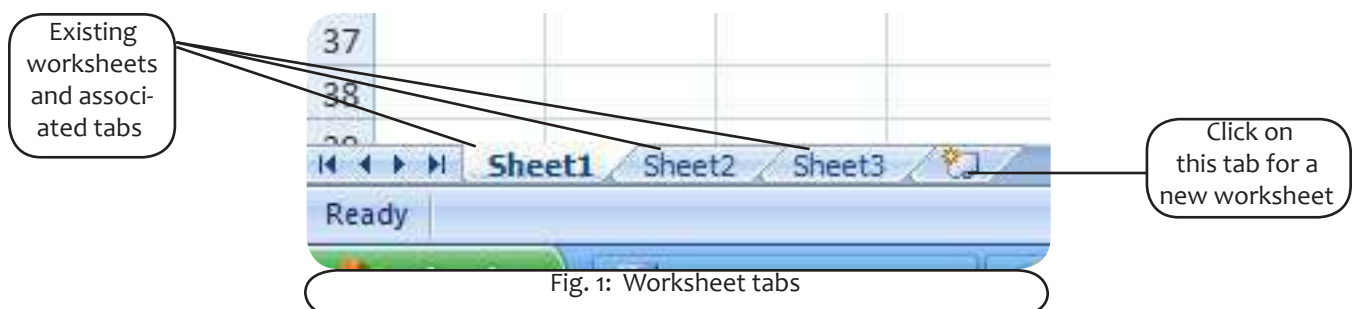 Existing
worksheets
and associ-
ated tabs
37
38
Sheet1 Sheet2 Sheet3
Click on
this tab for a
new worksheet
Ready
Fig. 1: Worksheet tabs